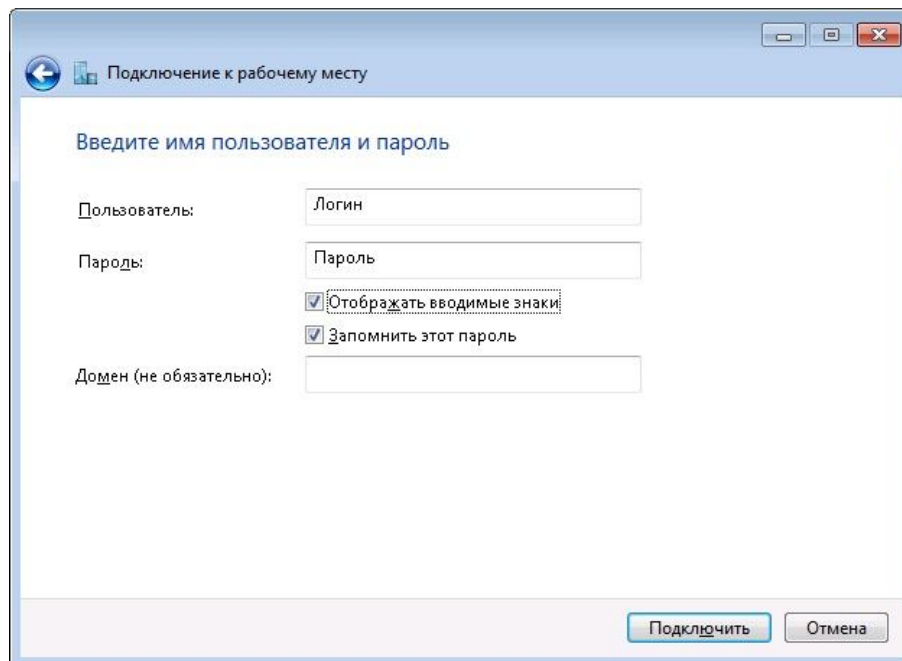 Подключение к рабочему месту
Введите имя пользователя и пароль
Пользователь: Логин
Пароль: Пароль
Отображать вводимые знаки
Запомнить этот пароль
Домен (не обязательно):
Подключить Отмена